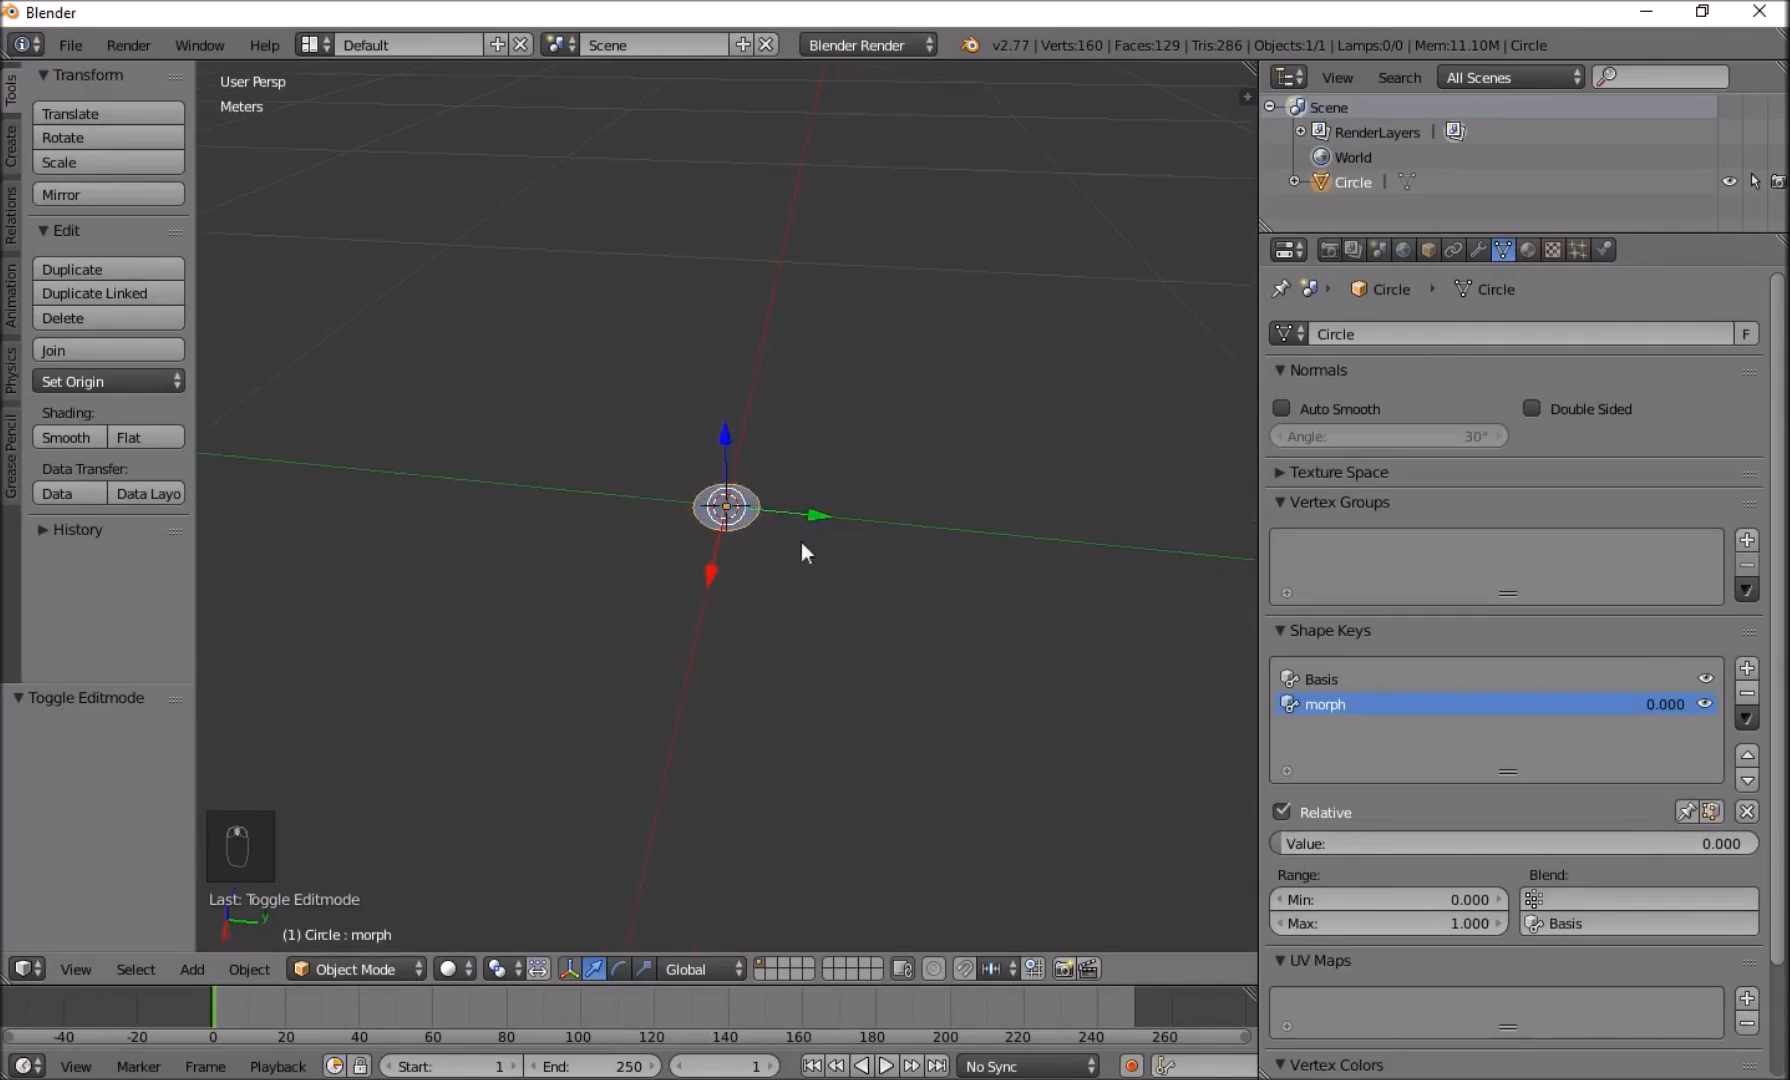 Blender
File Render Window Help Default Scene Blender Render v2.77 | Verts:160 | Faces:129 | Tris:286 | Objects:1/1 | Lamps:0/0 | Mem:11.10M | Circle
Tools
Create
Relations
Animation
Physics
Grease Pencil
Transform
Translate
Rotate
Scale
Mirror
Edit
Duplicate
Duplicate Linked
Delete
Join
Set Origin
Shading:
Smooth Flat
Data Transfer:
Data Data Layo
History
Toggle Editmode
User Persp
Meters
Last: Toggle Editmode
y
(1) Circle : morph
View Select Add Object Object Mode Global
-40 -20 0 20 40 60 80 100 120 140 160 180 200 220 240 260
View Marker Frame Playback Start: 1 End: 250 1 No Sync
View Search All Scenes
Scene
RenderLayers |
World
Circle |
Circle Circle
Circle F
Normals
Auto Smooth Double Sided
Angle: 30°
Texture Space
Vertex Groups
Shape Keys
Basis
morph 0.000
Relative
Value: 0.000
Range: Blend:
Min: 0.000
Max: 1.000 Basis
UV Maps
Vertex Colors